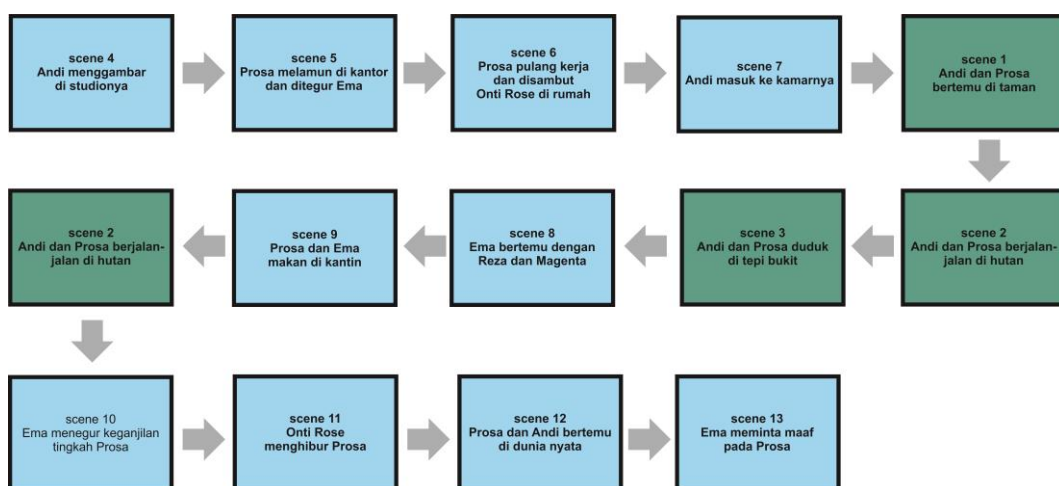 scene 4
Andi menggambar
di studionya
scene 5
Prosa melamun di kantor
dan ditegur Ema
scene 6
Prosa pulang kerja
dan disambut
Onti Rose di rumah
scene 7
Andi masuk ke kamarnya
scene 1
Andi dan Prosa
bertemu di taman
scene 2
Andi dan Prosa berjalan-
jalan di hutan
scene 3
Andi dan Prosa duduk
di tepi bukit
scene 8
Ema bertemu dengan
Reza dan Magenta
scene 9
Prosa dan Ema
makan di kantin
scene 2
Andi dan Prosa berjalan-
jalan di hutan
scene 10
Ema menegur keganjilan
tingkah Prosa
scene 11
Onti Rose
menghibur Prosa
scene 12
Prosa dan Andi bertemu
di dunia nyata
scene 13
Ema meminta maaf
pada Prosa